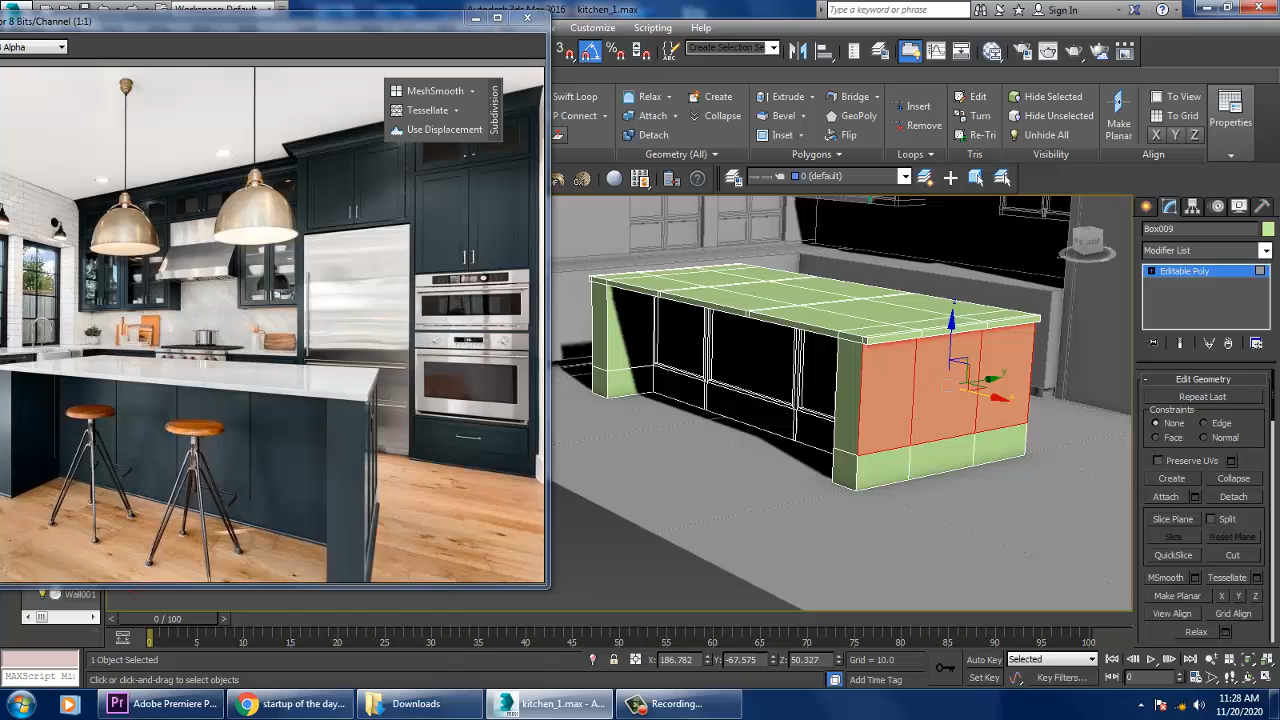 or 8 Bits/Channel (1:1)
Workspace: Default
Autodesk 3ds Max 2016
kitchen_1.max
Type a keyword or phrase
Sign In
Alpha
Customize
Scripting
Help
Create Selection Se
MeshSmooth
Tessellate
Use Displacement
Subdivision
Swift Loop
P Connect
Relax
Create
Attach
Collapse
Detach
Geometry (All)
Extrude
Bridge
Bevel
GeoPoly
Inset
Flip
Polygons
Insert
Remove
Loops
Edit
Turn
Re-Tri
Tris
Hide Selected
Hide Unselected
Unhide All
Visibility
Make
Planar
To View
To Grid
X Y Z
Align
Properties
0 (default)
Box009
Modifier List
Editable Poly
Edit Geometry
Repeat Last
Constraints
None
Edge
Face
Normal
Preserve UVs
Create
Collapse
Attach
Detach
Slice Plane
Split
Slice
Reset Plane
QuickSlice
Cut
MSmooth
Tessellate
Make Planar
X Y Z
View Align
Grid Align
Relax
z
y
x
Wall001
0 / 100
0 5 10 15 20 25 30 35 40 45 50 55 60 65 70 75 80 85 90 95 100
1 Object Selected
X: 186.782
Y: -67.575
Z: 50.327
Grid = 10.0
Auto Key
Selected
MAXScript Mi
Click or click-and-drag to select objects
Add Time Tag
Set Key
Key Filters...
0
Adobe Premiere P...
startup of the day...
Downloads
kitchen_1.max - A...
Recording...
11:28 AM
11/20/2020